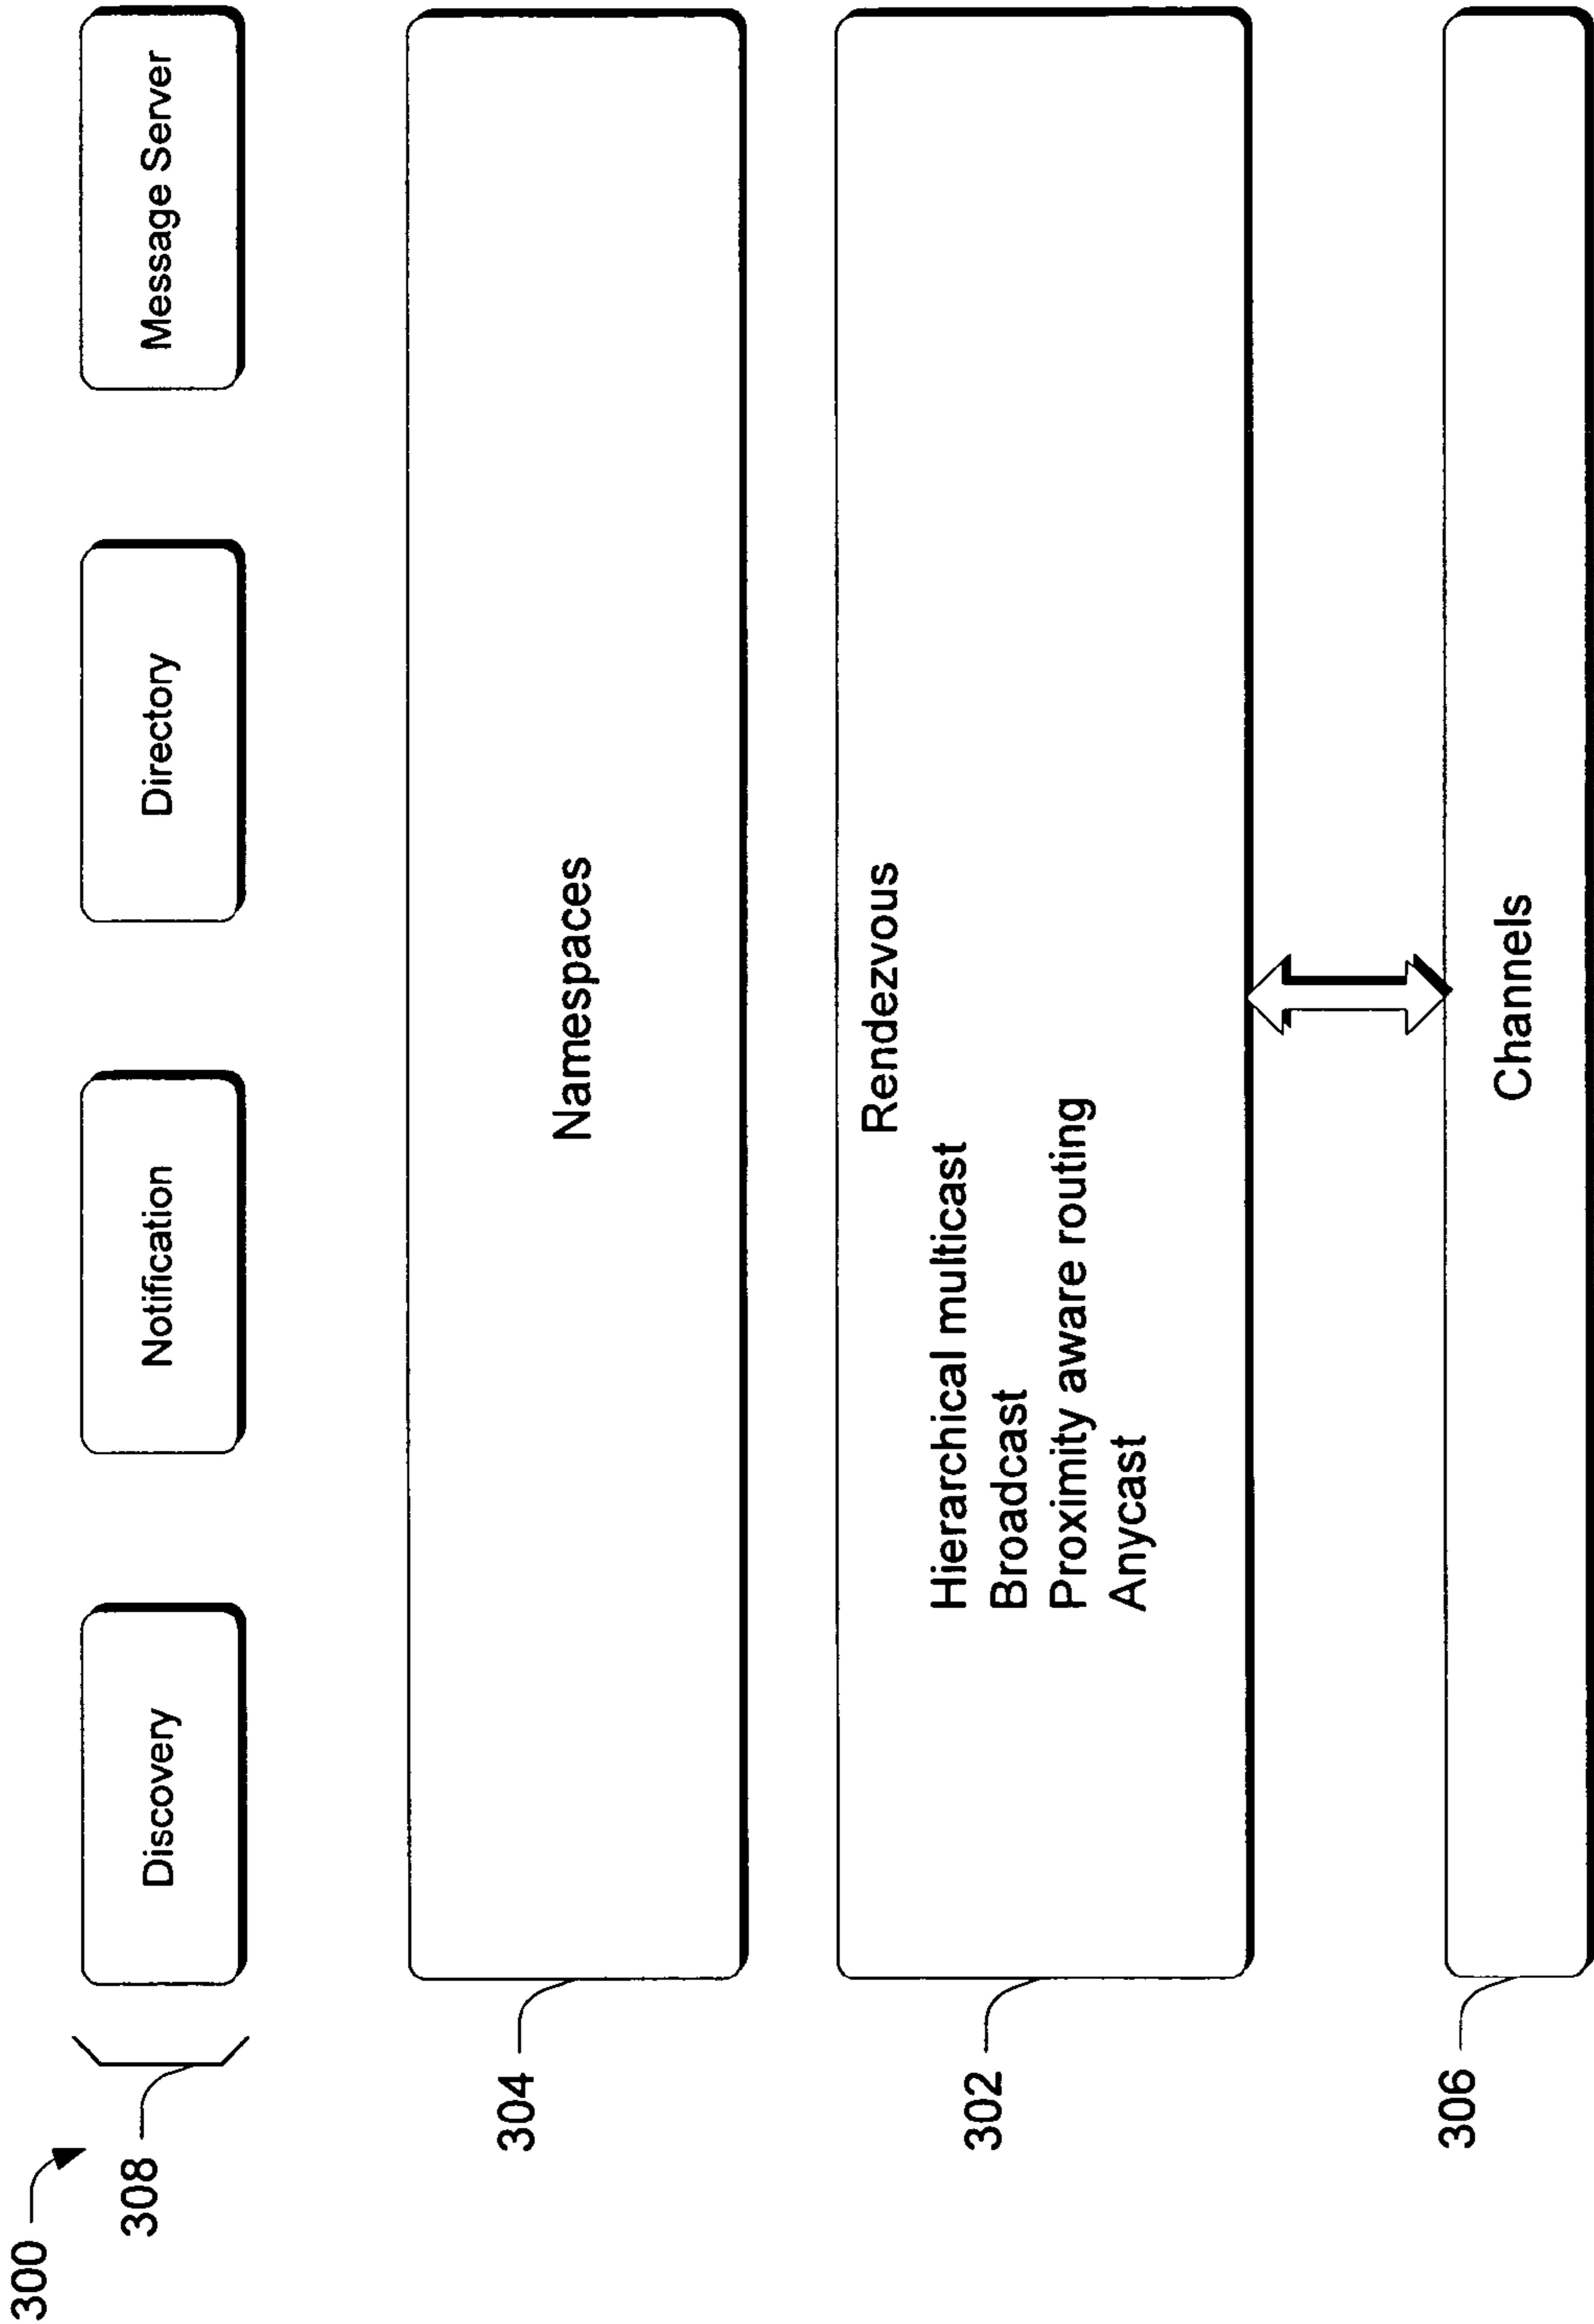 300
308
Discovery
Notification
Directory
Message Server
304
Namespaces
302
Rendezvous
Hierarchical multicast
Broadcast
Proximity aware routing
Anycast
306
Channels